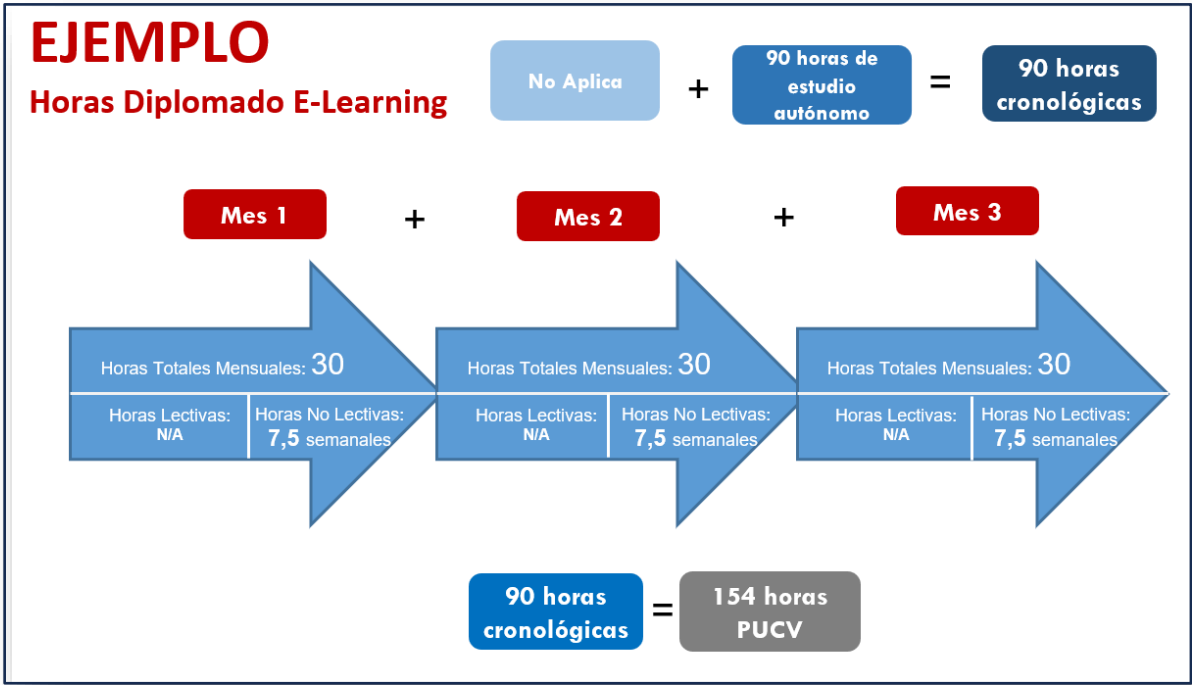 EJEMPLO
Horas Diplomado E-Learning
No Aplica
+
90 horas de
estudio
autónomo
=
90 horas
cronológicas
Mes 1
+
Mes 2
+
Mes 3
Horas Totales Mensuales: 30
Horas Lectivas:
N/A
Horas No Lectivas:
7,5 semanales
Horas Totales Mensuales: 30
Horas Lectivas:
N/A
Horas No Lectivas:
7,5 semanales
Horas Totales Mensuales: 30
Horas Lectivas:
N/A
Horas No Lectivas:
7,5 semanales
90 horas
cronológicas
=
154 horas
PUCV